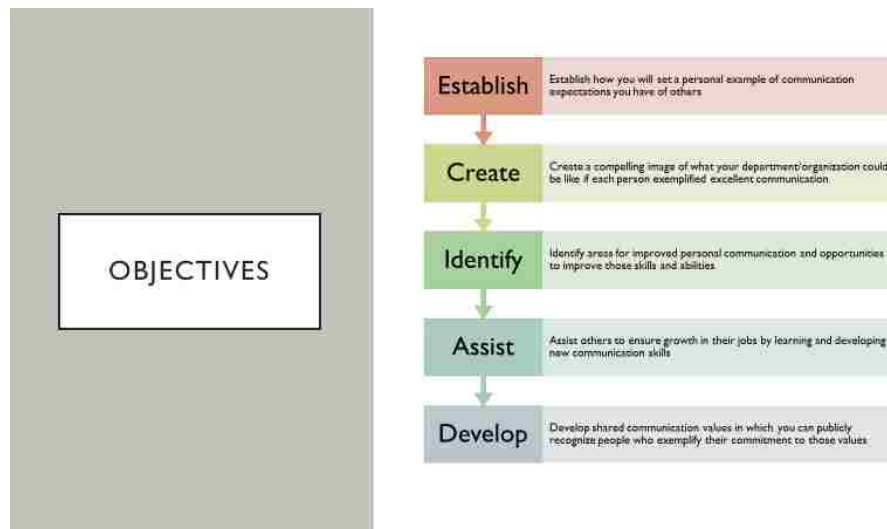 OBJECTIVES
Establish
Establish how you will set a personal example of communication
expectations you have of others
Create
Create a compelling image of what your department/organization could
be like if each person exemplified excellent communication
Identify
Identify areas for improved personal communication and opportunities
to improve those skills and abilities
Assist
Assist others to ensure growth in their jobs by learning and developing
new communication skills
Develop
Develop shared communication values in which you can publicly
recognize people who exemplify their commitment to those values